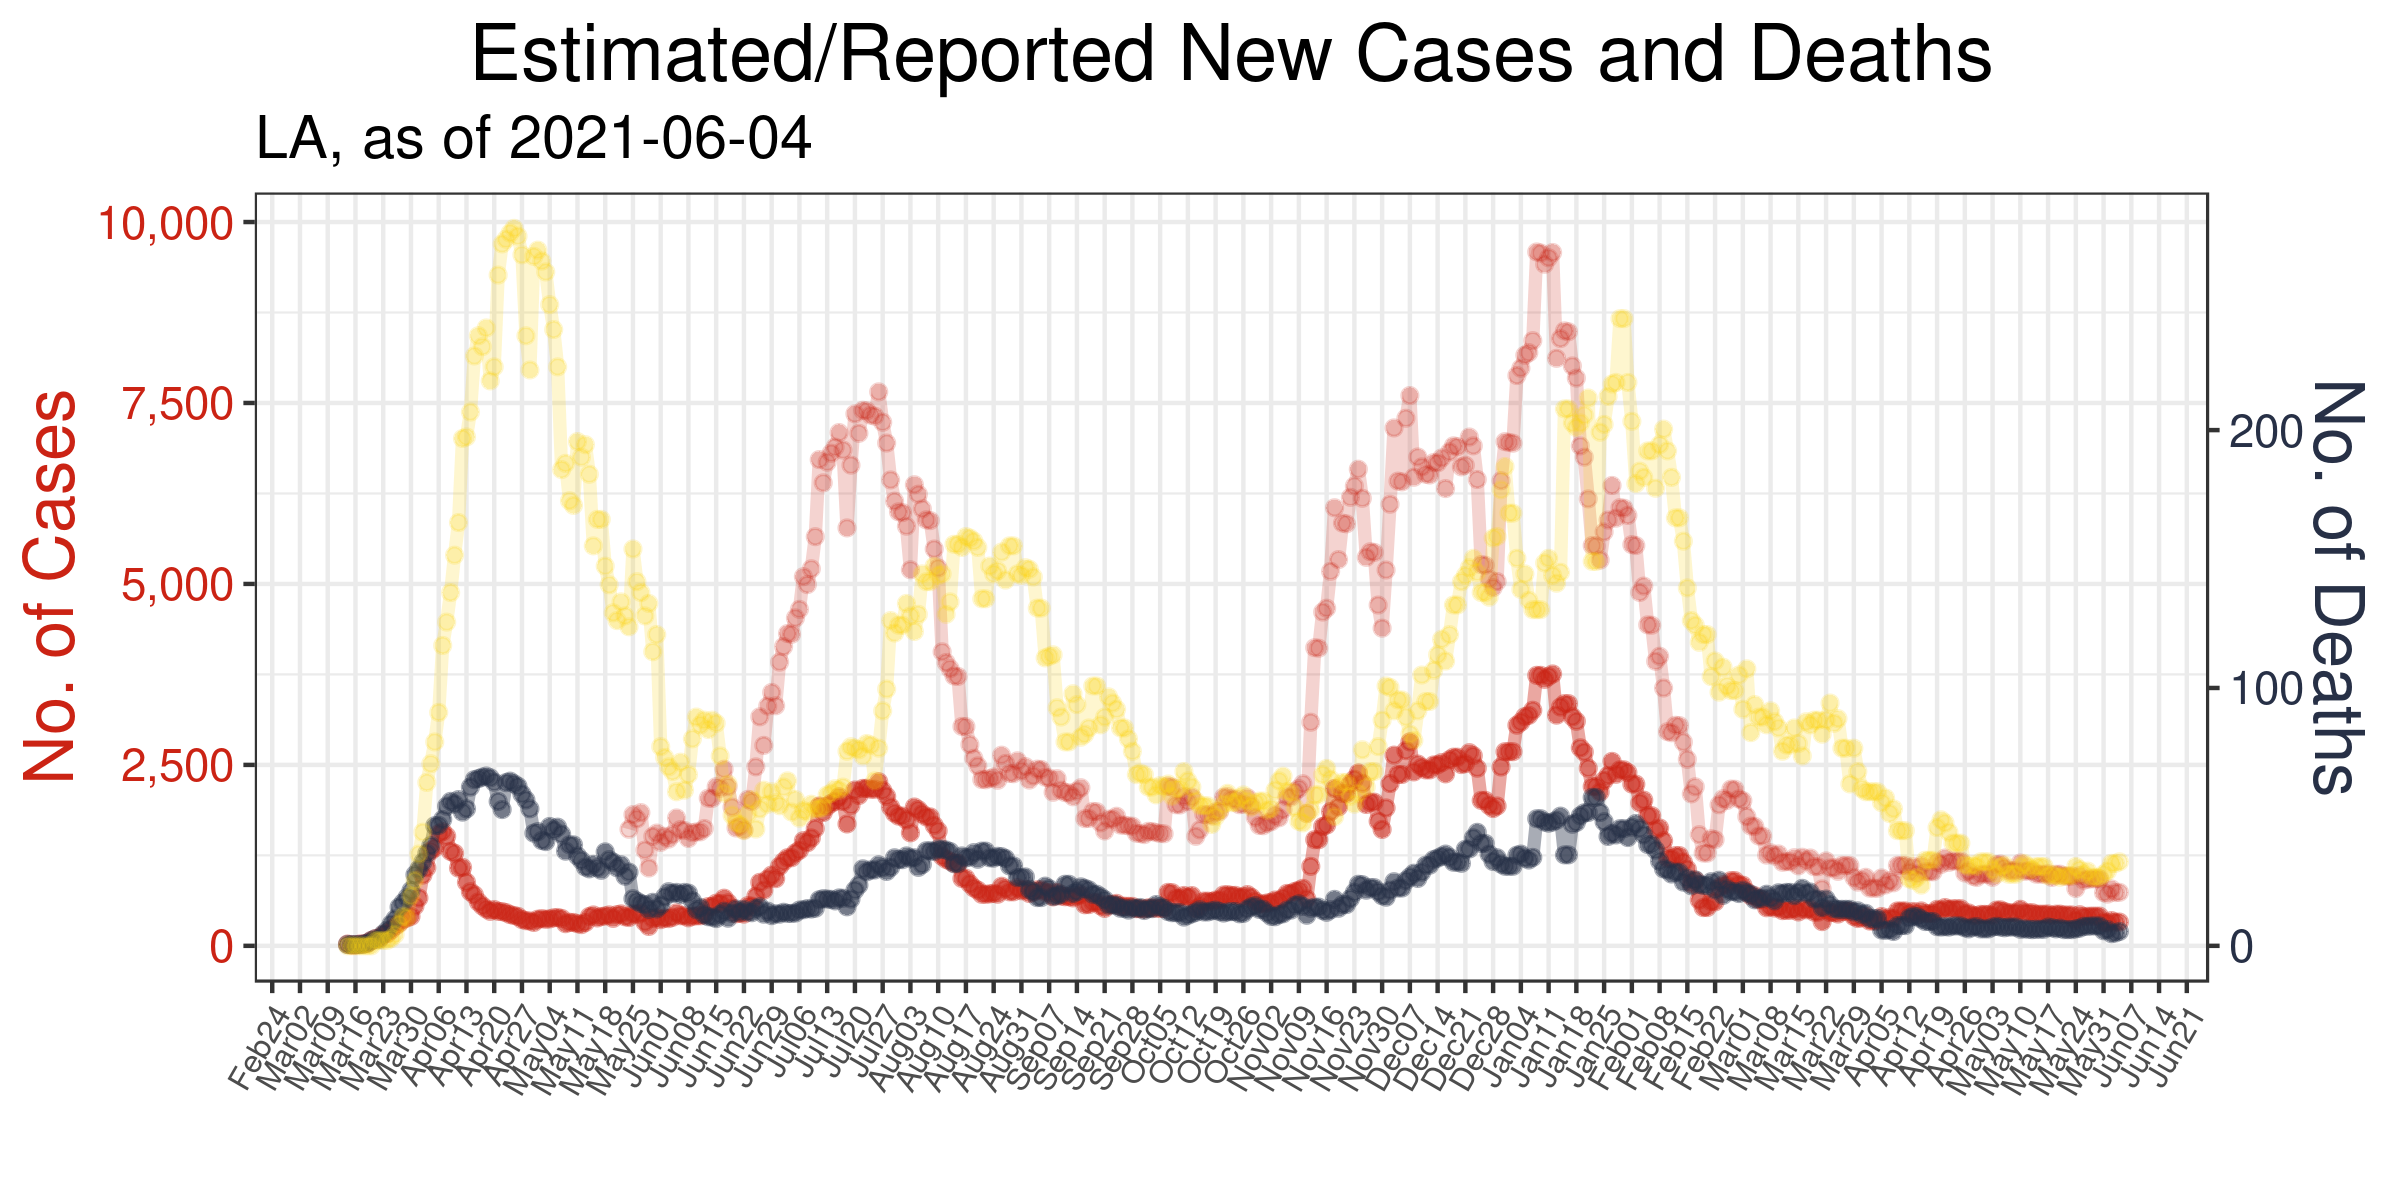 Estimated/Reported New Cases and Deaths
LA, as of 2021-06-04
No. of Cases
10,000
7,500
5,000
2,500
0
No. of Deaths
200
100
0
Feb24
Mar02
Mar09
Mar16
Mar23
Mar30
Apr06
Apr13
Apr20
Apr27
May04
May11
May18
May25
Jun01
Jun08
Jun15
Jun22
Jun29
Jul06
Jul13
Jul20
Jul27
Aug03
Aug10
Aug17
Aug24
Aug31
Sep07
Sep14
Sep21
Sep28
Oct05
Oct12
Oct19
Oct26
Nov02
Nov09
Nov16
Nov23
Nov30
Dec07
Dec14
Dec21
Dec28
Jan04
Jan11
Jan18
Jan25
Feb01
Feb08
Feb15
Feb22
Mar01
Mar08
Mar15
Mar22
Mar29
Apr05
Apr12
Apr19
Apr26
May03
May10
May17
May24
May31
Jun07
Jun14
Jun21